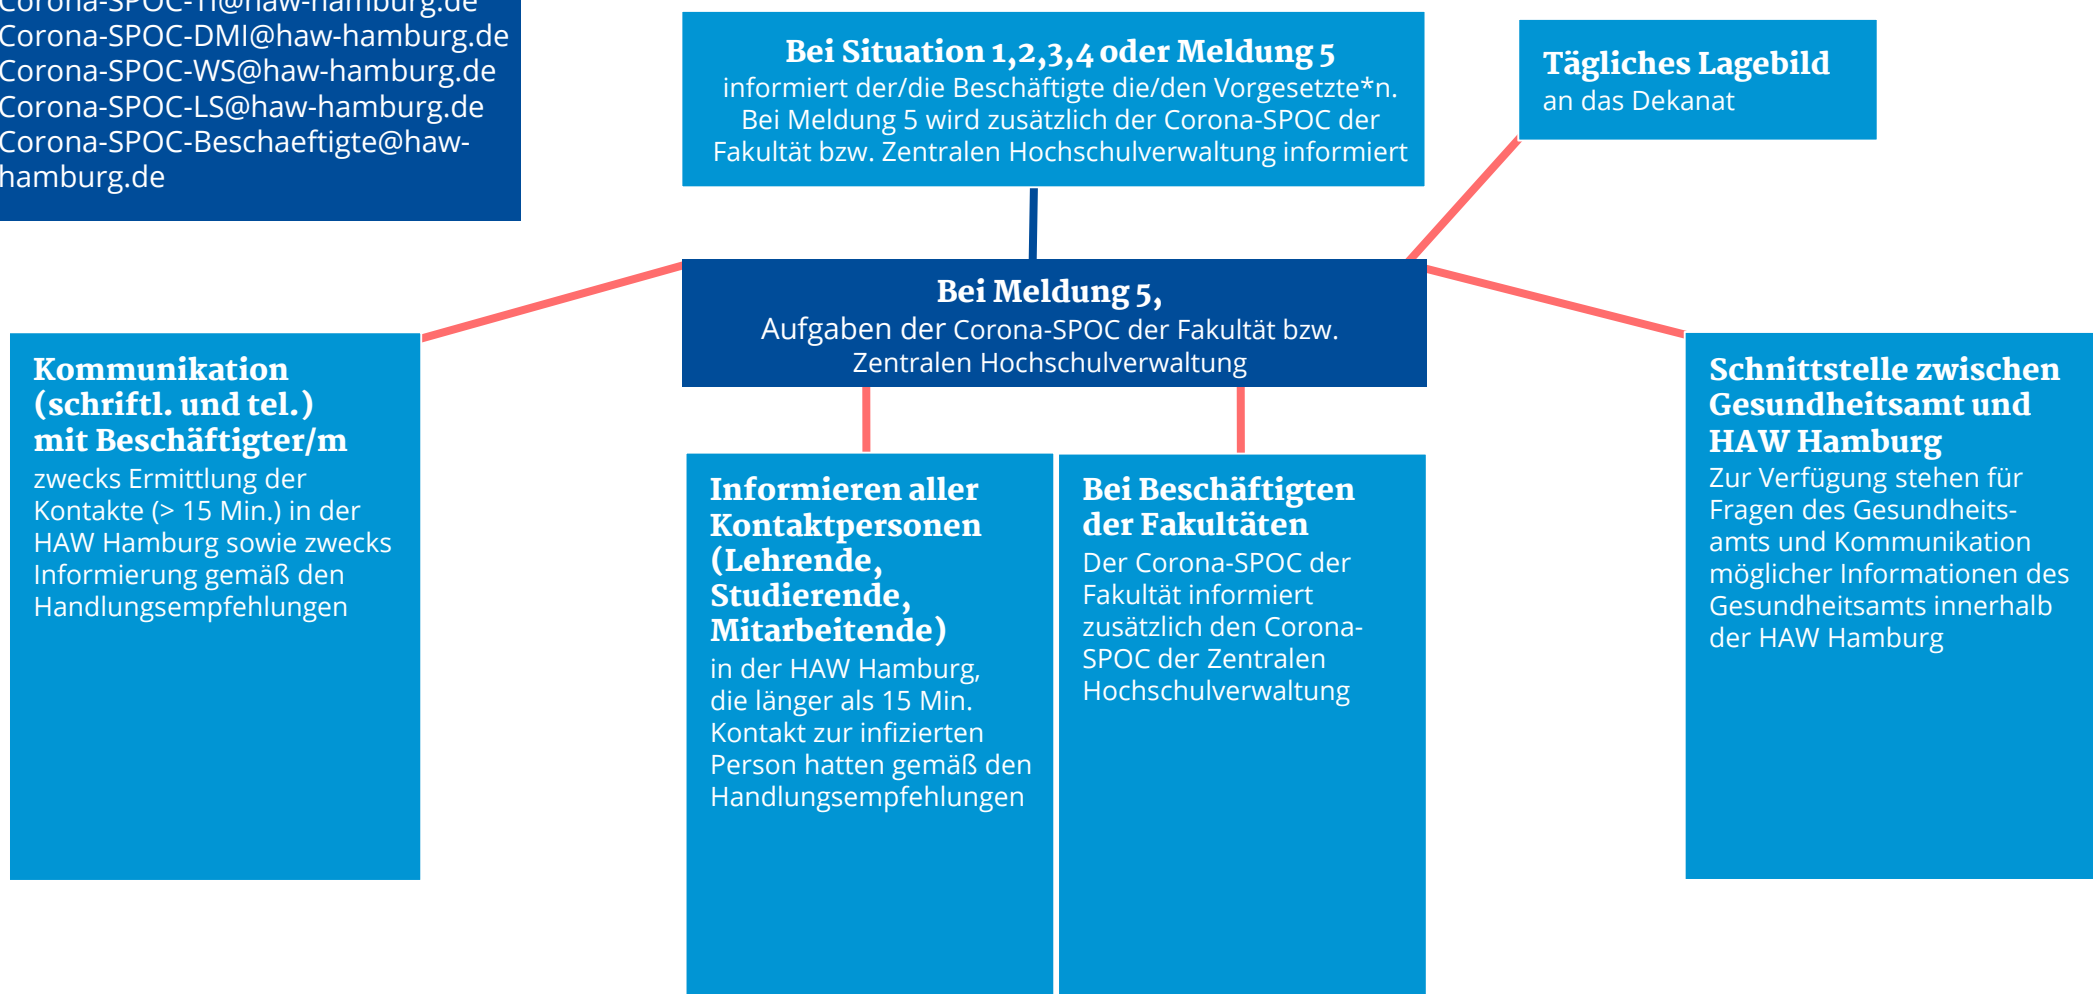 Corona-SPOC-TI@haw-hamburg.de
Corona-SPOC-DMI@haw-hamburg.de
Corona-SPOC-WS@haw-hamburg.de
Corona-SPOC-LS@haw-hamburg.de
Corona-SPOC-Beschaeftigte@haw-
hamburg.de
Bei Situation 1,2,3,4 oder Meldung 5
informiert der/die Beschäftigte die/den Vorgesetzte*n.
Bei Meldung 5 wird zusätzlich der Corona-SPOC der
Fakultät bzw. Zentralen Hochschulverwaltung informiert
Tägliches Lagebild
an das Dekanat
Bei Meldung 5,
Aufgaben der Corona-SPOC der Fakultät bzw.
Zentralen Hochschulverwaltung
Kommunikation
(schriftl. und tel.)
mit Beschäftigter/m
zwecks Ermittlung der
Kontakte (> 15 Min.) in der
HAW Hamburg sowie zwecks
Informierung gemäß den
Handlungsempfehlungen
Informieren aller
Kontaktpersonen
(Lehrende,
Studierende,
Mitarbeitende)
in der HAW Hamburg,
die länger als 15 Min.
Kontakt zur infizierten
Person hatten gemäß den
Handlungsempfehlungen
Bei Beschäftigten
der Fakultäten
Der Corona-SPOC der
Fakultät informiert
zusätzlich den Corona-
SPOC der Zentralen
Hochschulverwaltung
Schnittstelle zwischen
Gesundheitsamt und
HAW Hamburg
Zur Verfügung stehen für
Fragen des Gesundheits-
amts und Kommunikation
möglicher Informationen des
Gesundheitsamts innerhalb
der HAW Hamburg